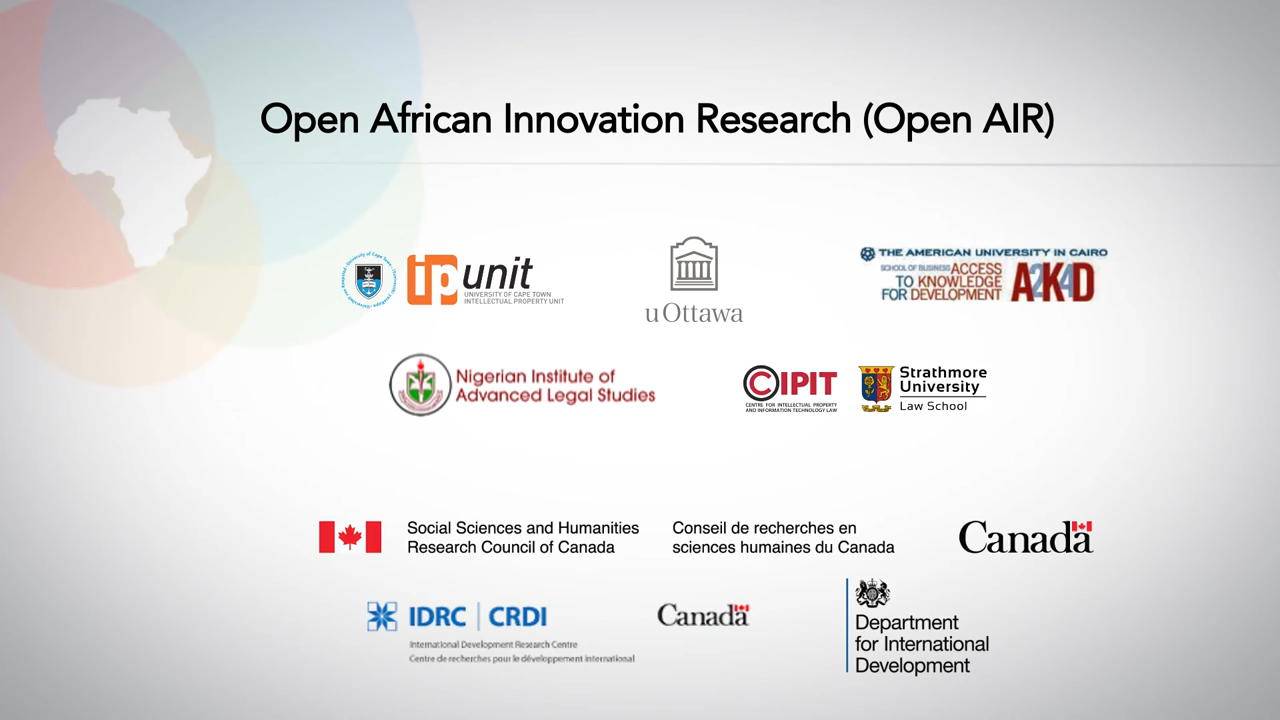 Open African Innovation Research (Open AIR)
ip unit
UNIVERSITY OF CAPE TOWN
INTELLECTUAL PROPERTY UNIT
uOttawa
THE AMERICAN UNIVERSITY IN CAIRO
SCHOOL OF BUSINESS ACCESS
TO KNOWLEDGE
FOR DEVELOPMENT
A2K4D
Nigerian Institute of
Advanced Legal Studies
CIPIT
CENTRE FOR INTELLECTUAL PROPERTY
AND INFORMATION TECHNOLOGY LAW
Strathmore
University
Law School
Social Sciences and Humanities
Research Council of Canada
Conseil de recherches en
sciences humaines du Canada
Canada
IDRC | CRDI
International Development Research Centre
Centre de recherches pour le développement international
Canada
Department
for International
Development